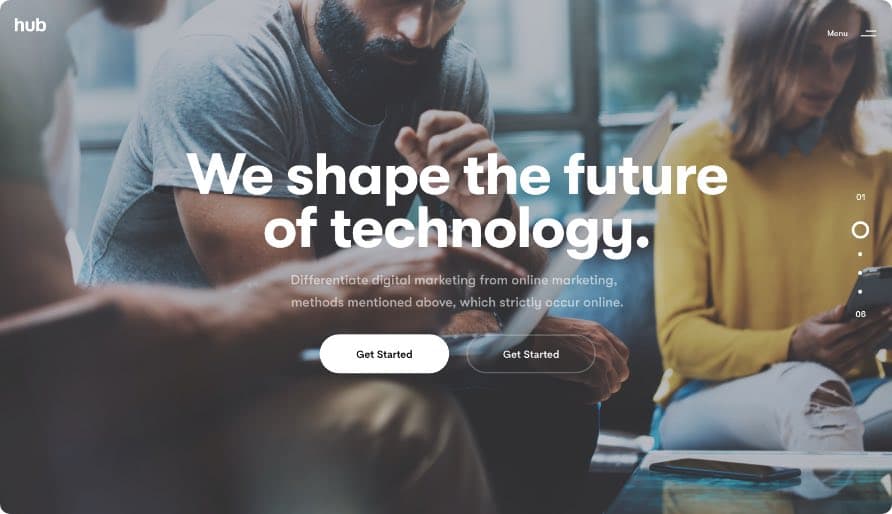 hub
Menu
We shape the future
of technology.
Differentiate digital marketing from online marketing,
methods mentioned above, which strictly occur online.
Get Started
Get Started
01
06